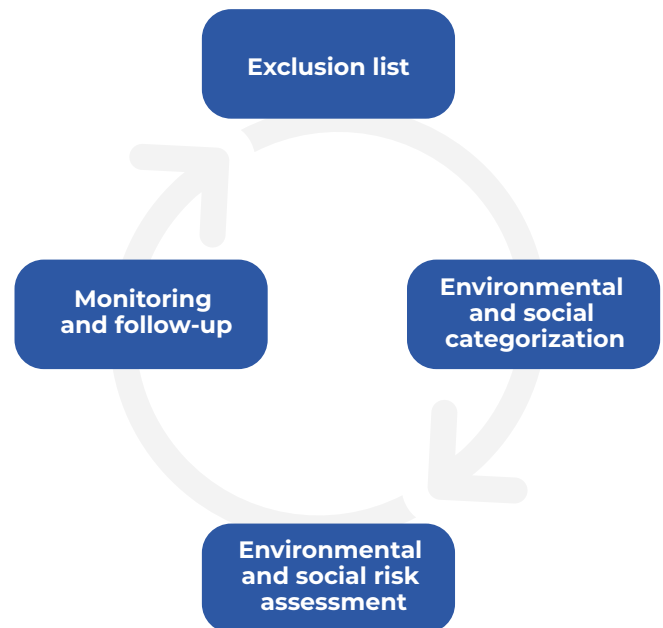 Exclusion list
Environmental
and social
categorization
Environmental
and social risk
assessment
Monitoring
and follow-up